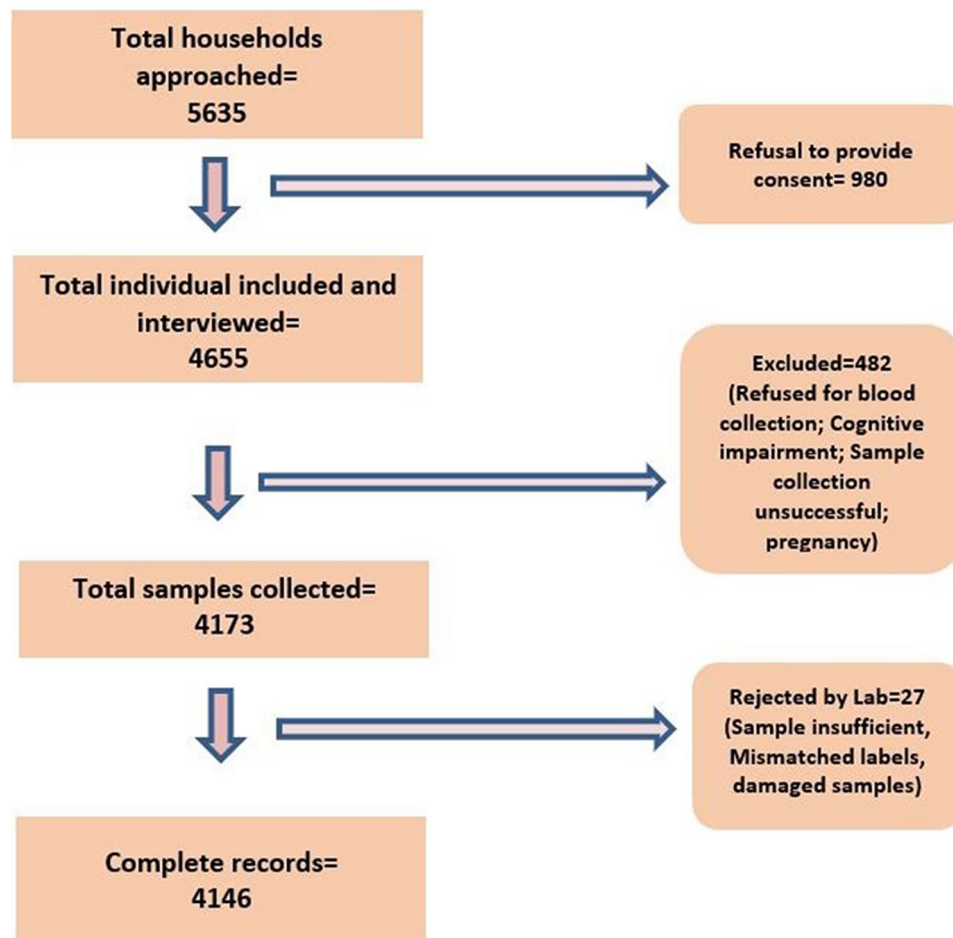 Total households
approached=
5635
Refusal to provide
consent= 980
Total individual included and
interviewed=
4655
Excluded=482
(Refused for blood
collection; Cognitive
impairment; Sample
collection
unsuccessful;
pregnancy)
Total samples collected=
4173
Rejected by Lab=27
(Sample insufficient,
Mismatched labels,
damaged samples)
Complete records=
4146